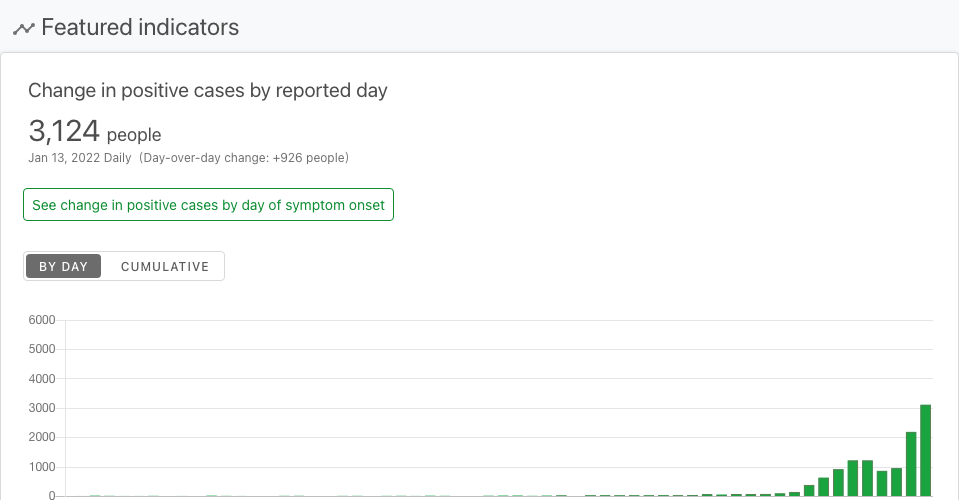 Featured indicators
Change in positive cases by reported day
3,124 people
Jan 13, 2022 Daily (Day-over-day change: +926 people)
See change in positive cases by day of symptom onset
BY DAY CUMULATIVE
6000
5000
4000
3000
2000
1000
0